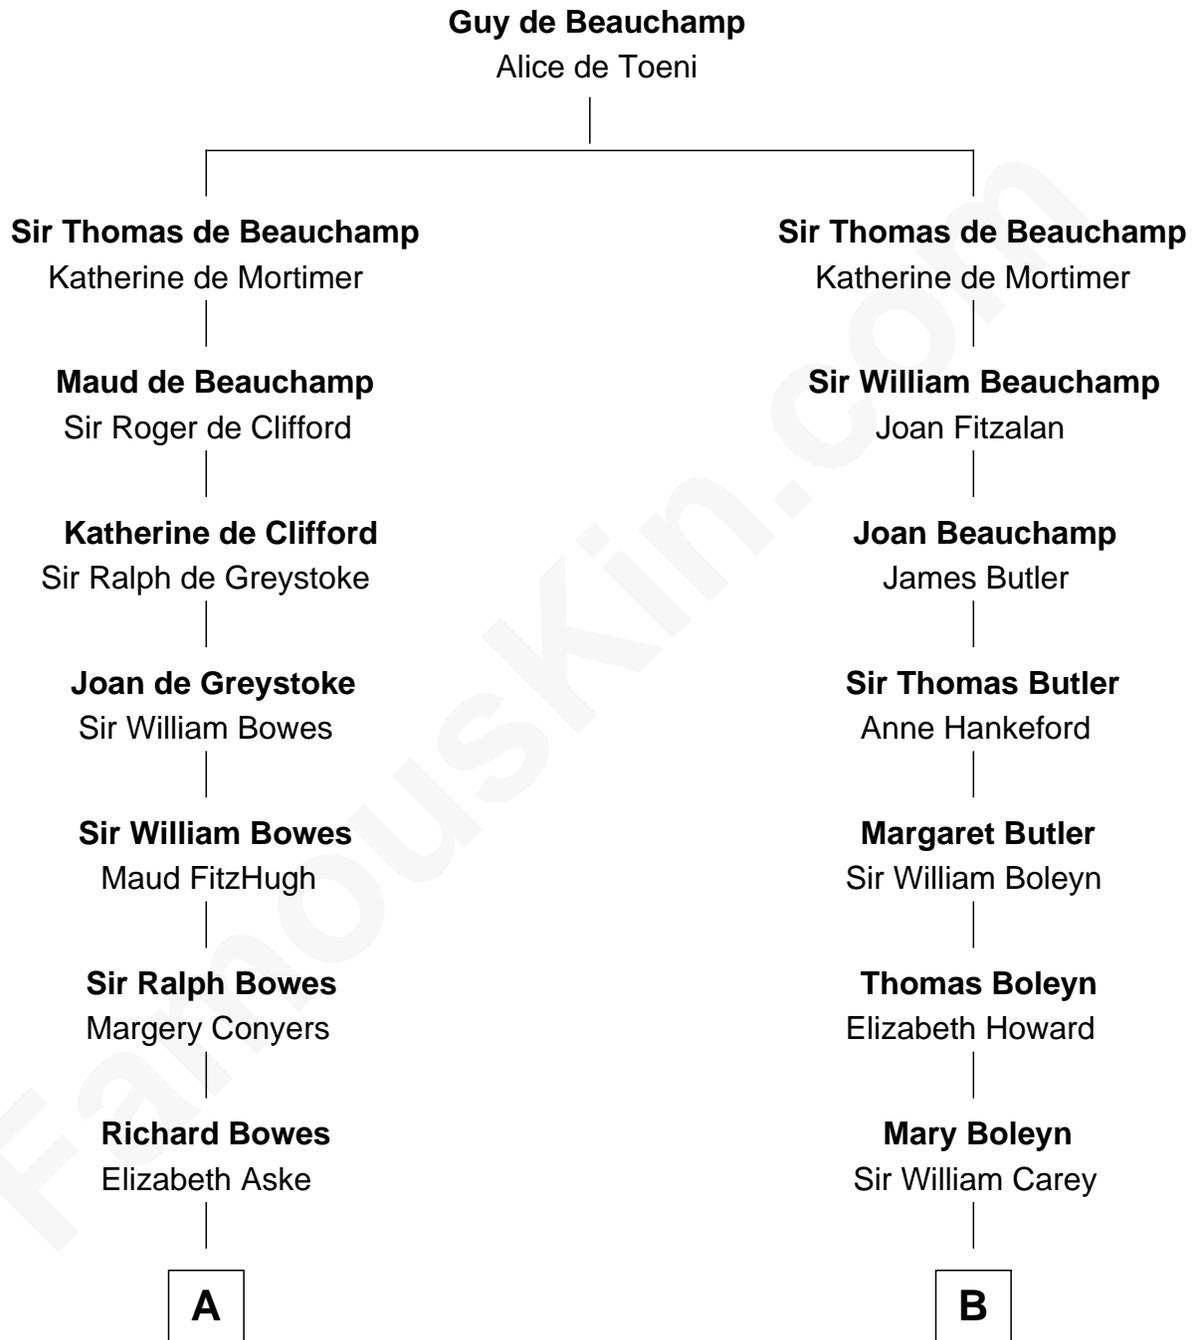 Guy de Beauchamp
Alice de Toeni
Sir Thomas de Beauchamp
Katherine de Mortimer
Maud de Beauchamp
Sir Roger de Clifford
Katherine de Clifford
Sir Ralph de Greystoke
Joan de Greystoke
Sir William Bowes
Sir William Bowes
Maud FitzHugh
Sir Ralph Bowes
Margery Conyers
Richard Bowes
Elizabeth Aske
A
Sir Thomas de Beauchamp
Katherine de Mortimer
Sir William Beauchamp
Joan Fitzalan
Joan Beauchamp
James Butler
Sir Thomas Butler
Anne Hankeford
Margaret Butler
Sir William Boleyn
Thomas Boleyn
Elizabeth Howard
Mary Boleyn
Sir William Carey
B
FamousKin.com